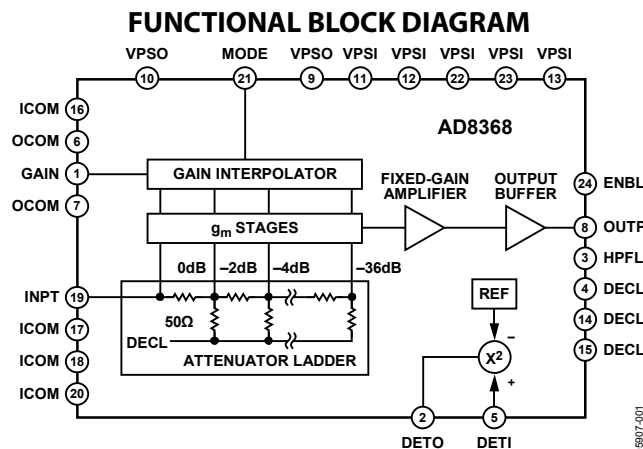 FUNCTIONAL BLOCK DIAGRAM
VPSO MODE VPSO VPSI VPSI VPSI VPSI VPSI
10 21 9 11 12 22 23 13
ICOM 16
OCOM 6
GAIN 1
OCOM 7
AD8368
GAIN INTERPOLATOR
gm STAGES
FIXED-GAIN
AMPLIFIER
OUTPUT
BUFFER
24 ENBL
8 OUTP
3 HPFL
4 DECL
14 DECL
15 DECL
0dB –2dB –4dB –36dB
INPT 19
ICOM 17
ICOM 18
ICOM 20
50Ω
DECL
ATTENUATOR LADDER
REF
–
X2
+
2 5
DETO DETI
5907-001